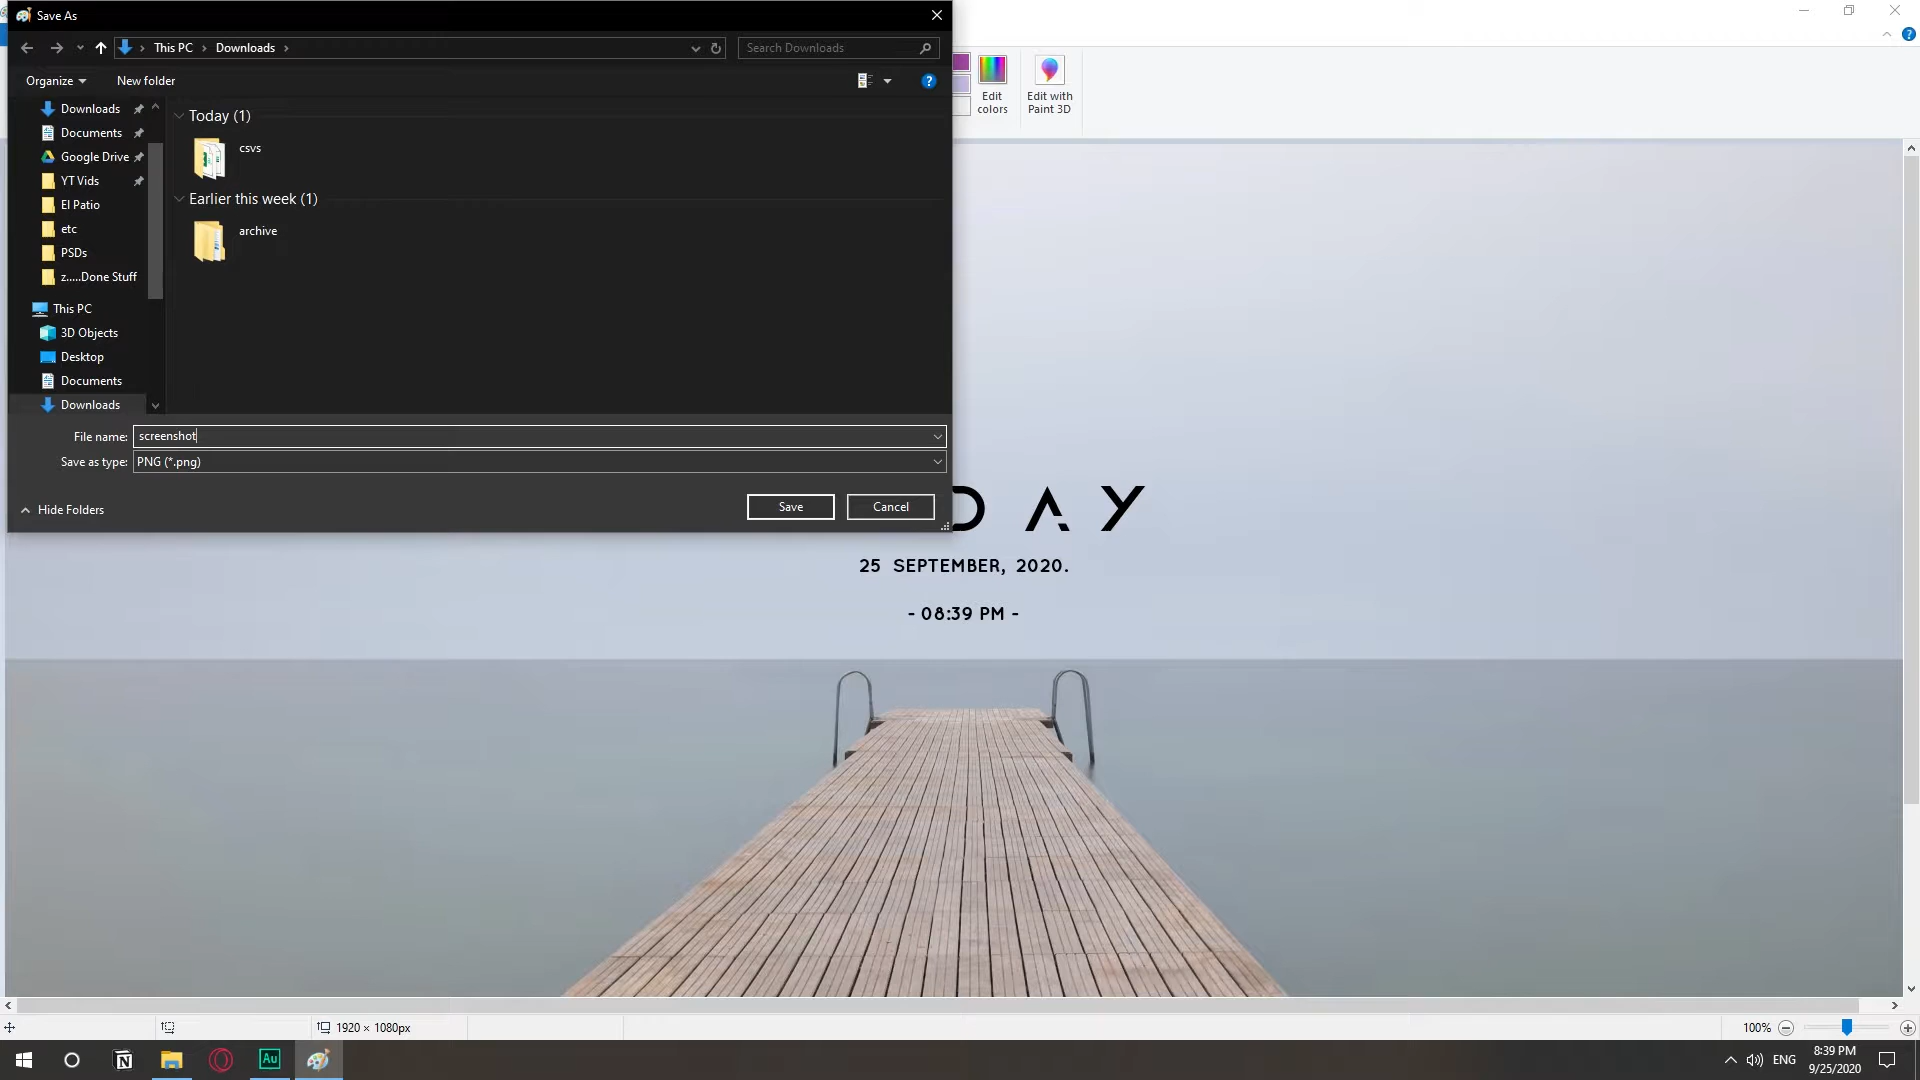 Save As
This PC
Downloads
Search Downloads
Organize
New folder
Edit colors
Edit with Paint 3D
Downloads
Documents
Google Drive
YT Vids
El Patio
etc
PSDs
z.....Done Stuff
This PC
3D Objects
Desktop
Documents
Downloads
Today (1)
csvs
Earlier this week (1)
archive
File name: screenshot
Save as type: PNG (*.png)
Hide Folders
Save
Cancel
D A Y
25 SEPTEMBER, 2020.
- 08:39 PM -
1920 × 1080px
100%
N
Au
ENG
8:39 PM
9/25/2020